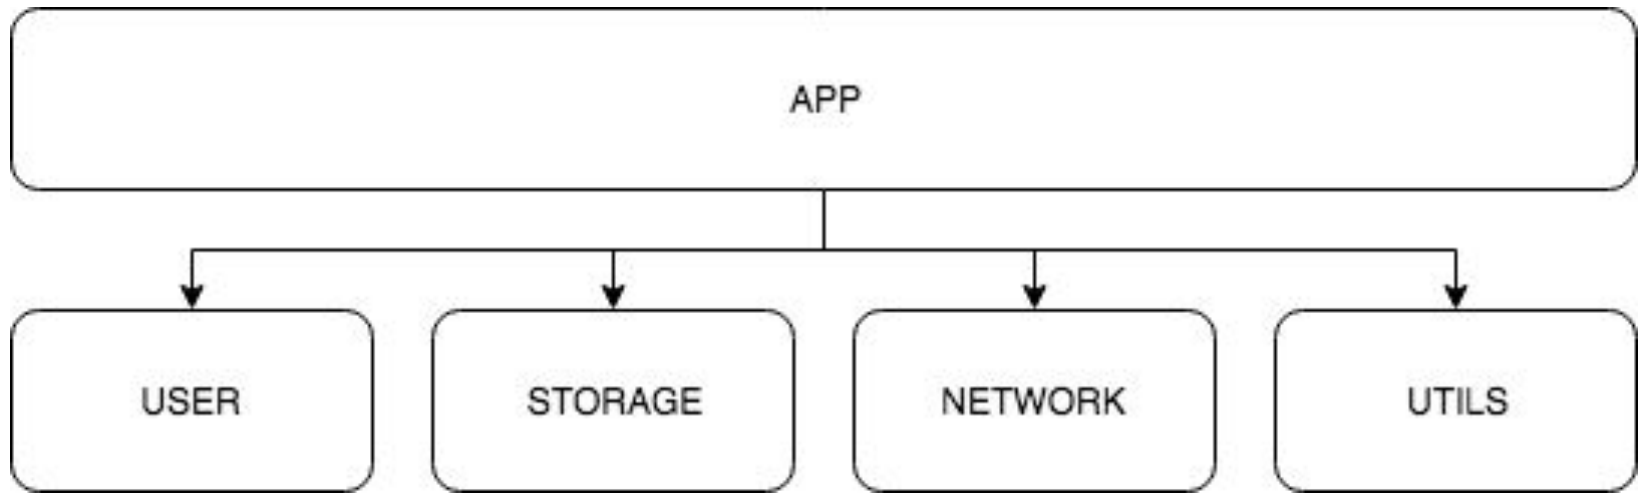 APP
USER
STORAGE
NETWORK
UTILS